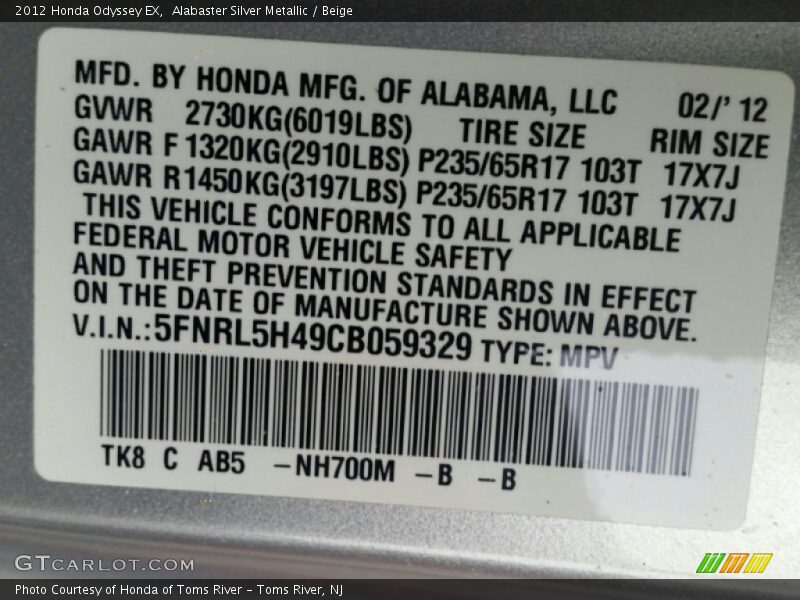 2012 Honda Odyssey EX,  Alabaster Silver Metallic / Beige
MFD. BY HONDA MFG. OF ALABAMA, LLC 02/' 12
GVWR 2730KG(6019LBS) TIRE SIZE RIM SIZE
GAWR F 1320KG(2910LBS) P235/65R17 103T 17X7J
GAWR R1450KG(3197LBS) P235/65R17 103T 17X7J
THIS VEHICLE CONFORMS TO ALL APPLICABLE
FEDERAL MOTOR VEHICLE SAFETY
AND THEFT PREVENTION STANDARDS IN EFFECT
ON THE DATE OF MANUFACTURE SHOWN ABOVE.
V.I.N.:5FNRL5H49CB059329 TYPE: MPV
TK8 C AB5 -NH700M -B -B
GTCARLOT.COM
Photo Courtesy of Honda of Toms River – Toms River, NJ